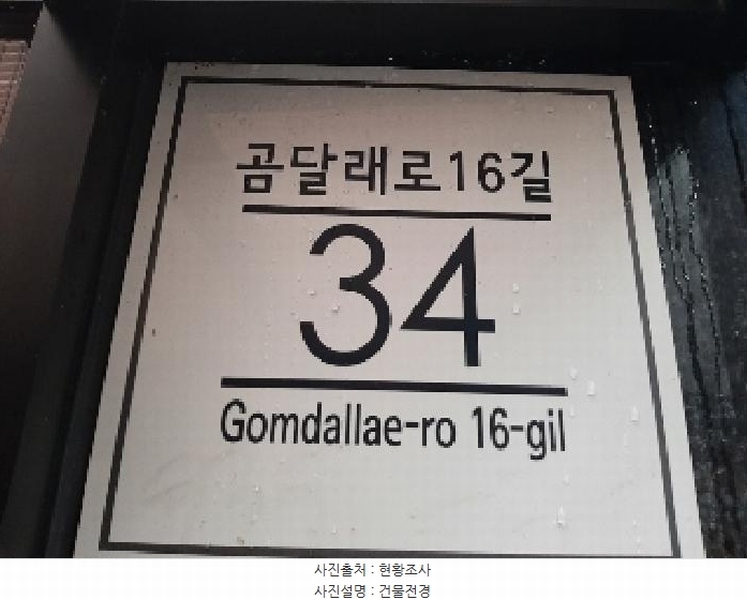 곰달래로16길
34
Gomdallae-ro 16-gil
사진출처 : 현황조사
사진설명 : 건물전경